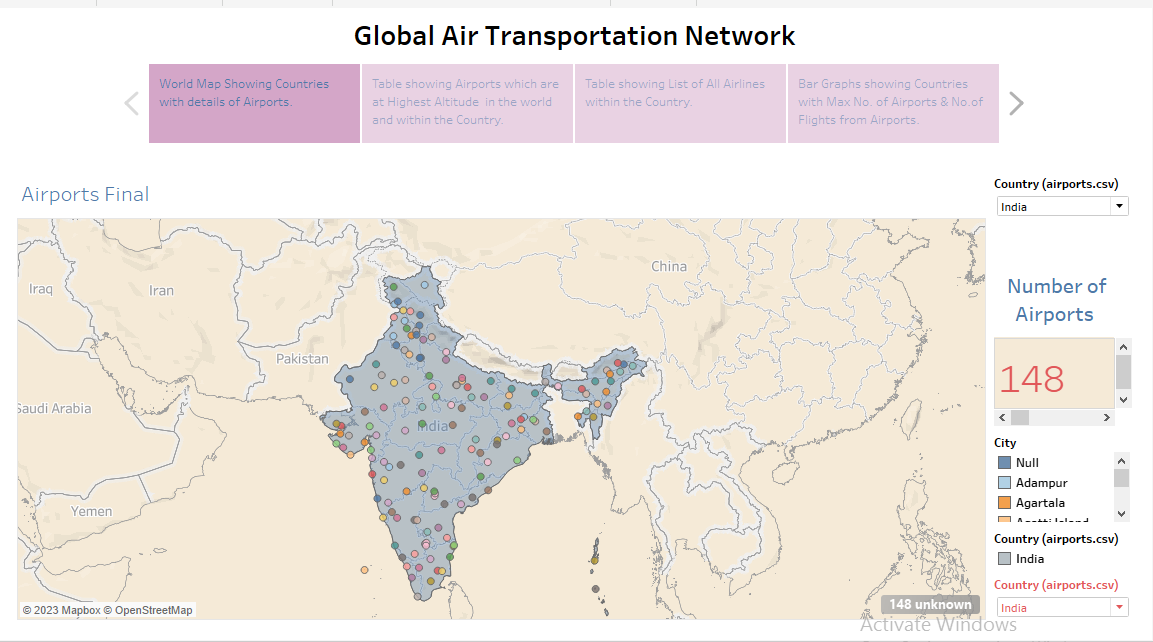 Global Air Transportation Network
World Map Showing Countries
with details of Airports.
Table showing Airports which are
at Highest Altitude in the world
and within the Country.
Table showing List of All Airlines
within the Country.
Bar Graphs showing Countries
with Max No. of Airports & No.of
Flights from Airports.
Airports Final
Country (airports.csv)
India
Iraq
Iran
China
Pakistan
Saudi Arabia
India
Yemen
© 2023 Mapbox © OpenStreetMap
148 unknown
Number of
Airports
148
City
Null
Adampur
Agartala
Agatti Island
Country (airports.csv)
India
Country (airports.csv)
India
Activate Windows